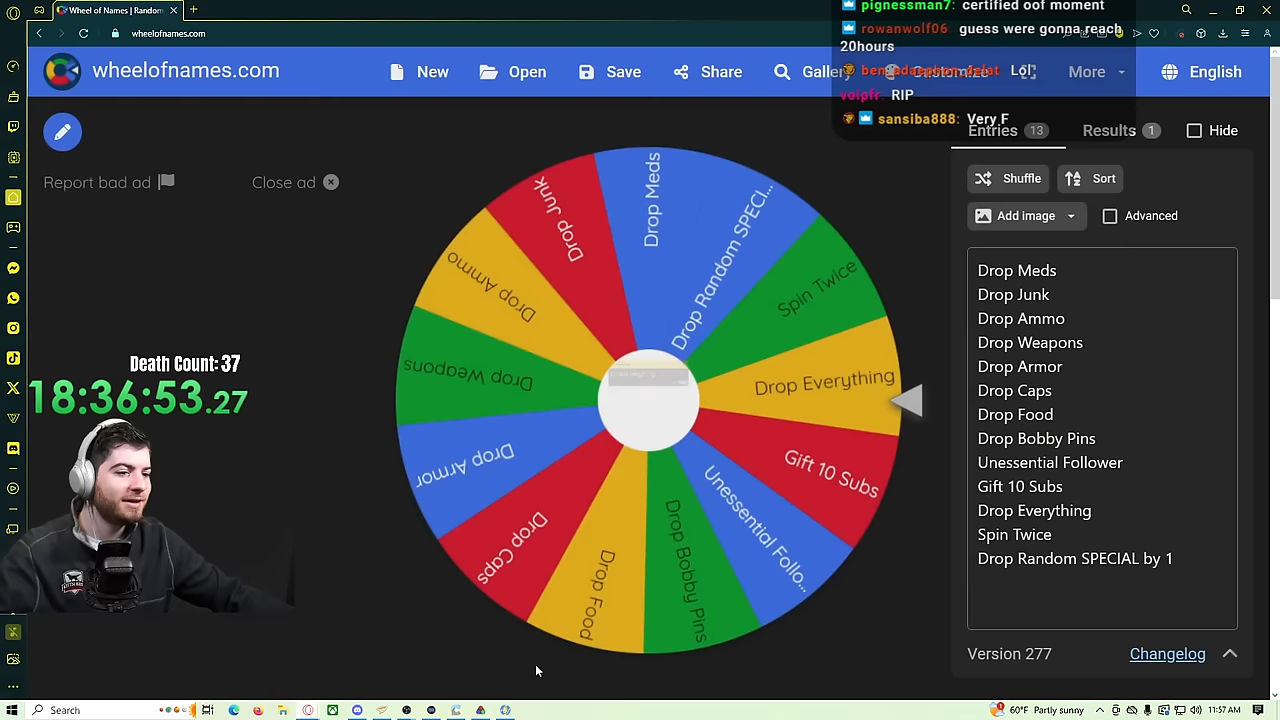 Wheel of Names | Random
wheelofnames.com
wheelofnames.com
New
Open
Save
Share
Gallery
Customize
More
English
pignessman7: certified oof moment
rowanwolf06 guess were gonna reach
20hours
Lol
voipfr: RIP
sansiba888: Very F
Report bad ad
Close ad
Entries 13
Results 1
Hide
Shuffle
Sort
Add image
Advanced
Drop Meds
Drop Junk
Drop Ammo
Drop Weapons
Drop Armor
Drop Caps
Drop Food
Drop Bobby Pins
Unessential Follower
Gift 10 Subs
Drop Everything
Spin Twice
Drop Random SPECIAL by 1
Version 277
Changelog
Drop Meds
Drop Random SPECI...
Spin Twice
Drop Everything
Gift 10 Subs
Unessential Follo...
Drop Bobby Pins
Drop Food
Drop Caps
Drop Armor
Drop Weapons
Drop Ammo
Drop Junk
Death Count: 37
18:36:53.27
Search
60°F Partly sunny
11:57 AM